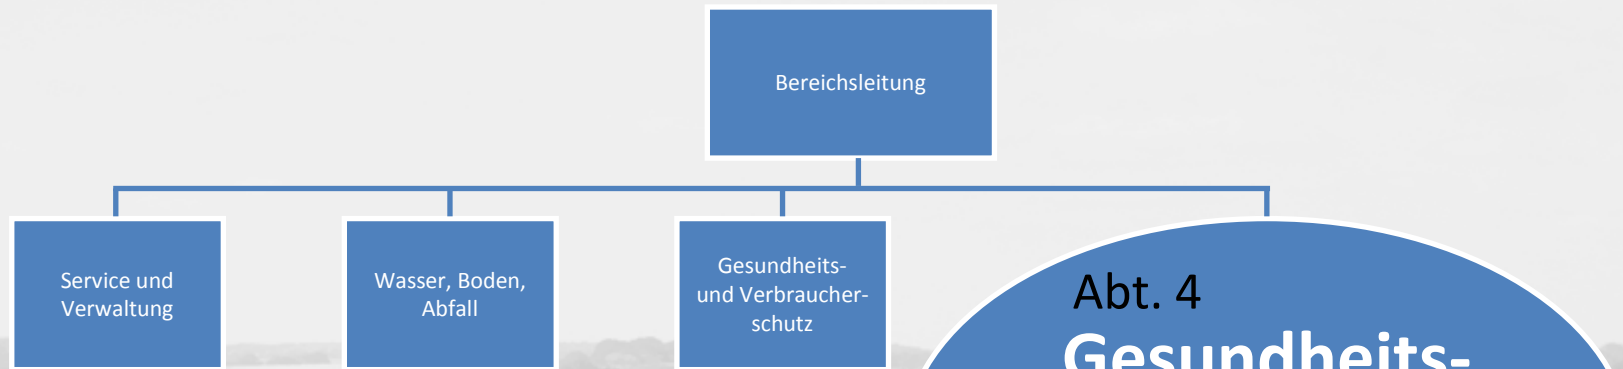 Bereichsleitung
Service und
Verwaltung
Wasser, Boden,
Abfall
Gesundheits-
und Verbraucher-
schutz
Abt. 4
Gesundheits-